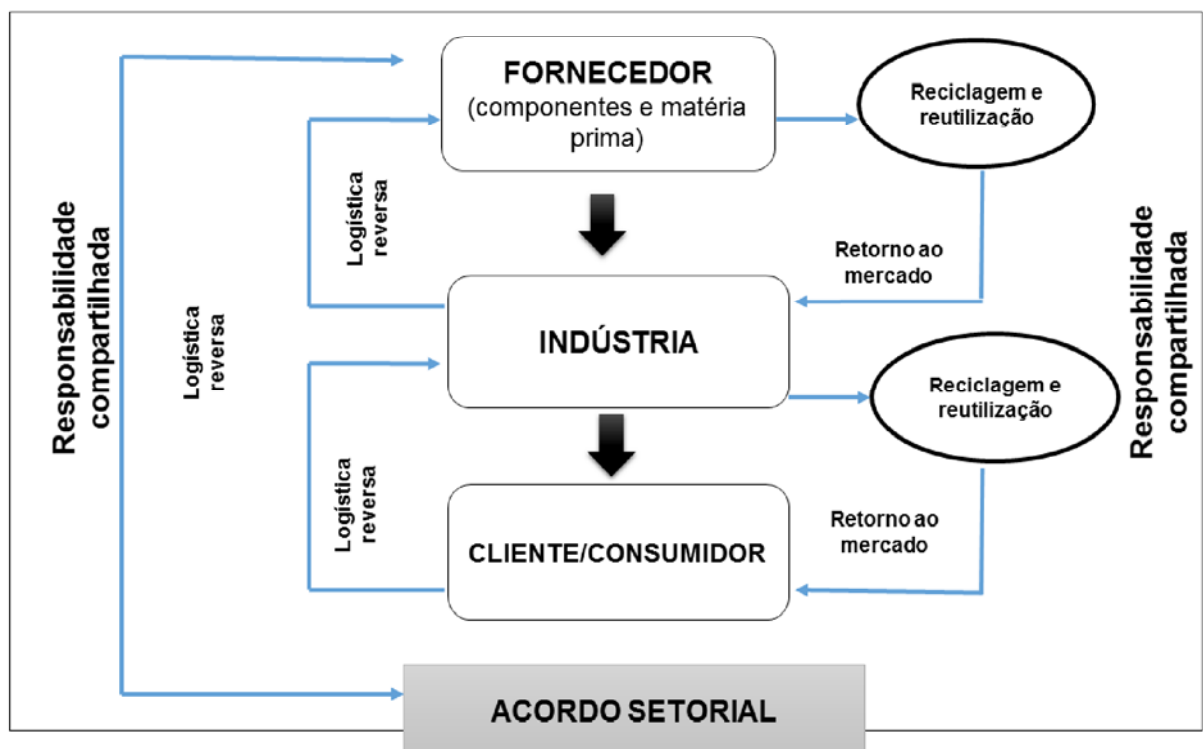 FORNECEDOR
(componentes e matéria
prima)
Reciclagem e
reutilização
Responsabilidade
compartilhada
Logística
reversa
Logística
reversa
Retorno ao
mercado
Responsabilidade
compartilhada
INDÚSTRIA
Reciclagem e
reutilização
Logística
reversa
CLIENTE/CONSUMIDOR
Retorno ao
mercado
ACORDO SETORIAL